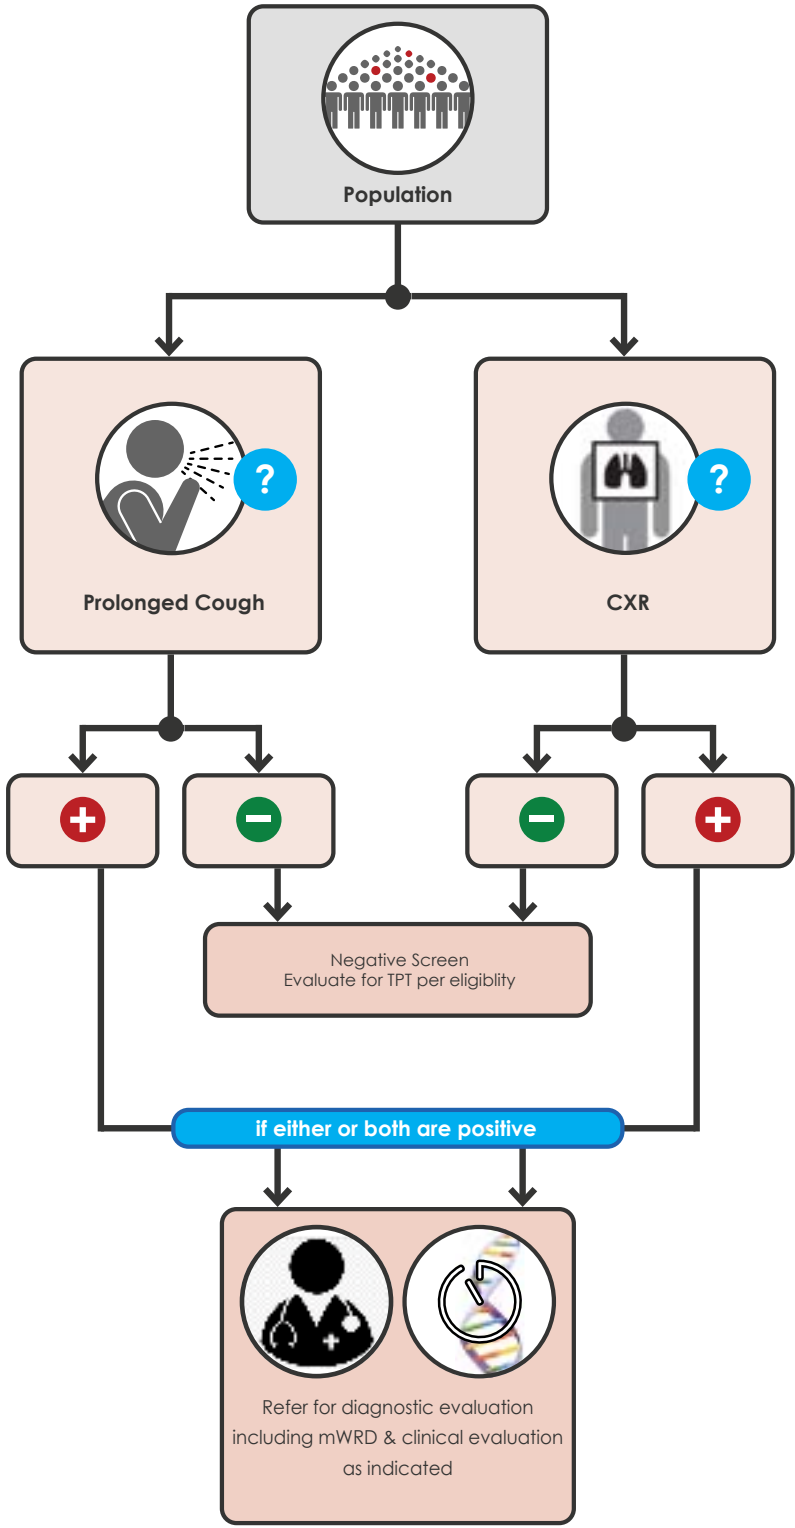 Population
?
?
Prolonged Cough
CXR
Negative Screen
Evaluate for TPT per eligiblity
if either or both are positive
Refer for diagnostic evaluation
including mWRD & clinical evaluation
as indicated